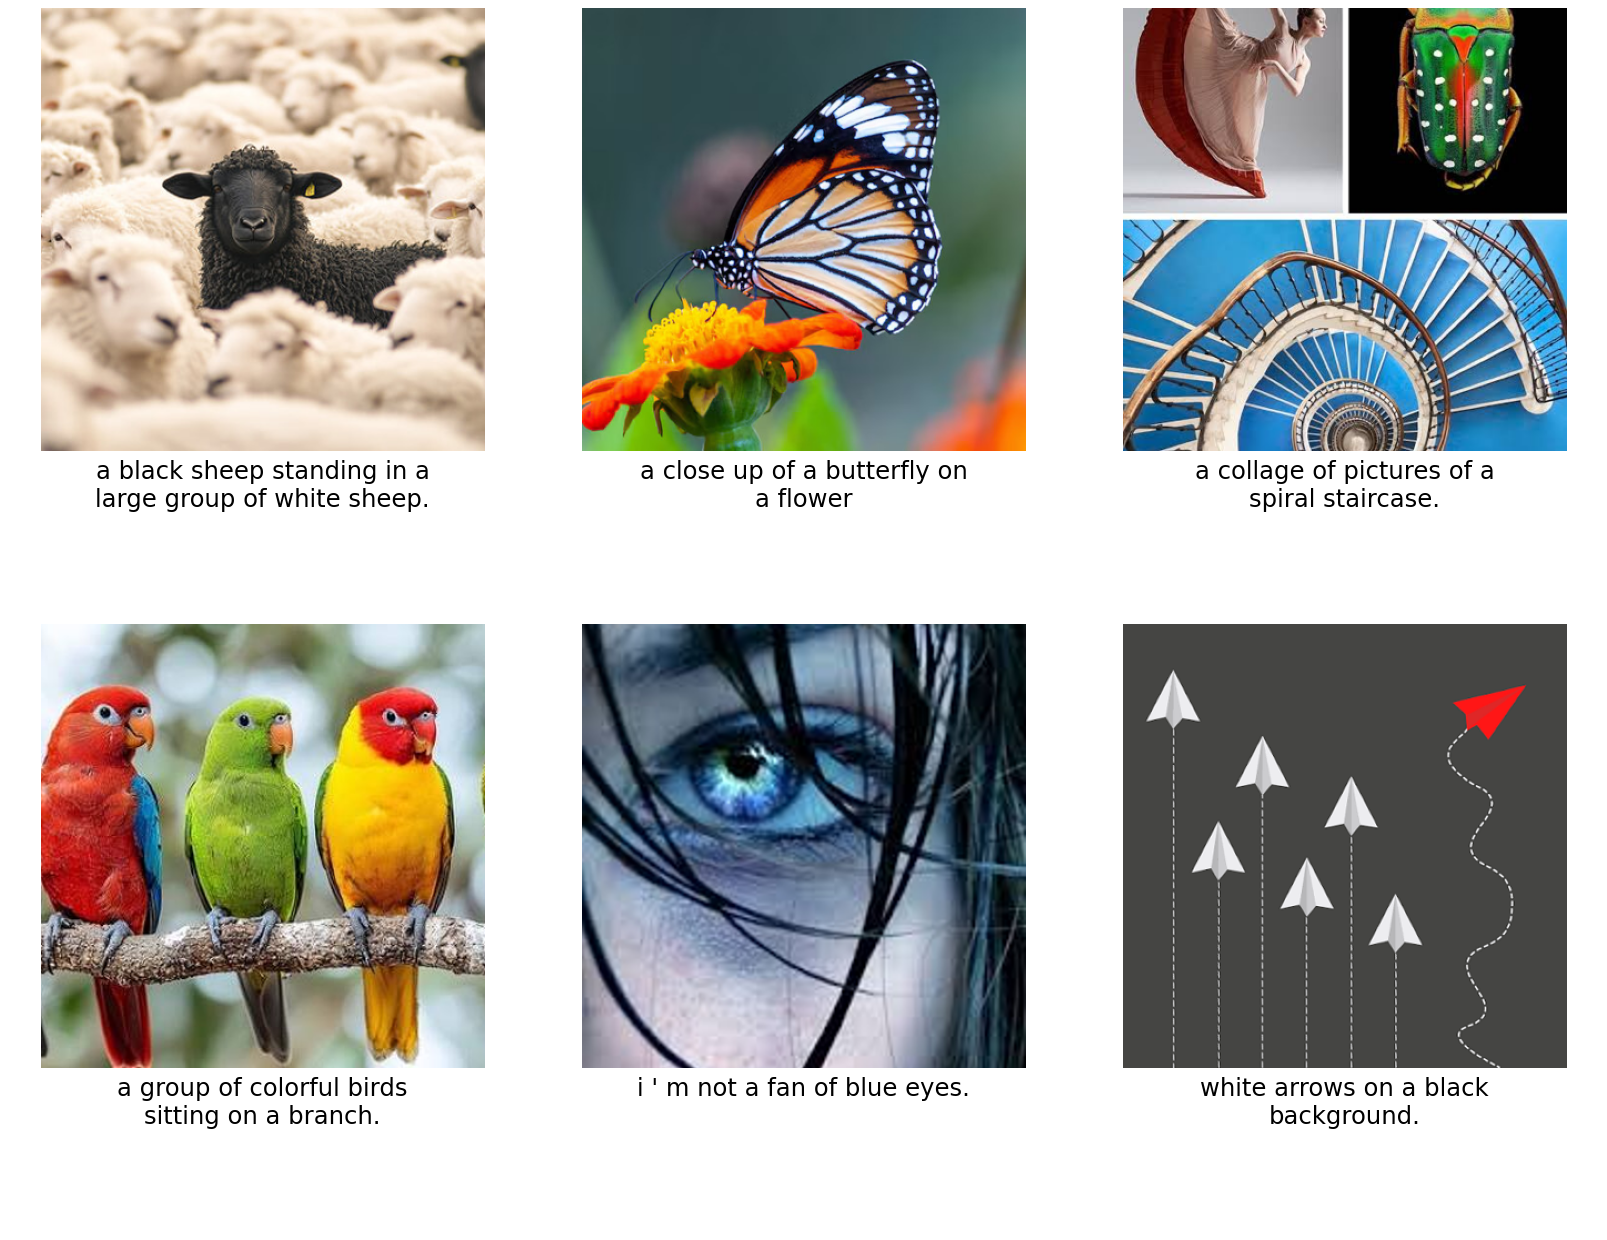 a black sheep standing in a
large group of white sheep.
a close up of a butterfly on
a flower
a collage of pictures of a
spiral staircase.
a group of colorful birds
sitting on a branch.
i ' m not a fan of blue eyes.
white arrows on a black
background.